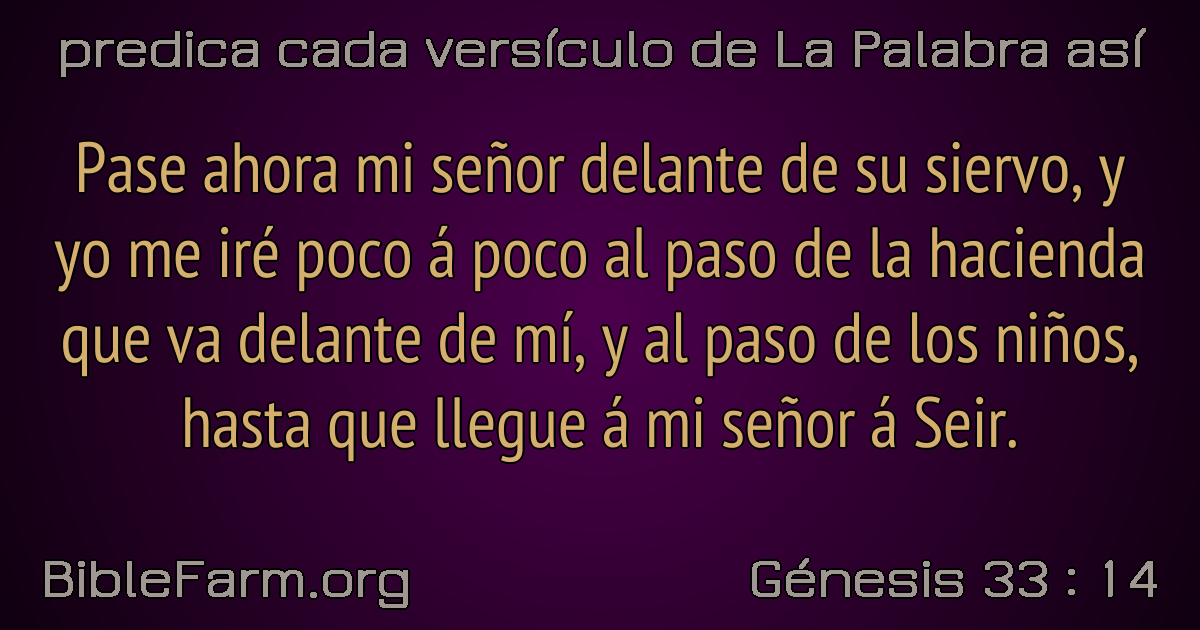 predica cada versículo de La Palabra así
Pase ahora mi señor delante de su siervo, y
yo me iré poco á poco al paso de la hacienda
que va delante de mí, y al paso de los niños,
hasta que llegue á mi señor á Seir.
BibleFarm.org
Génesis 33 : 14